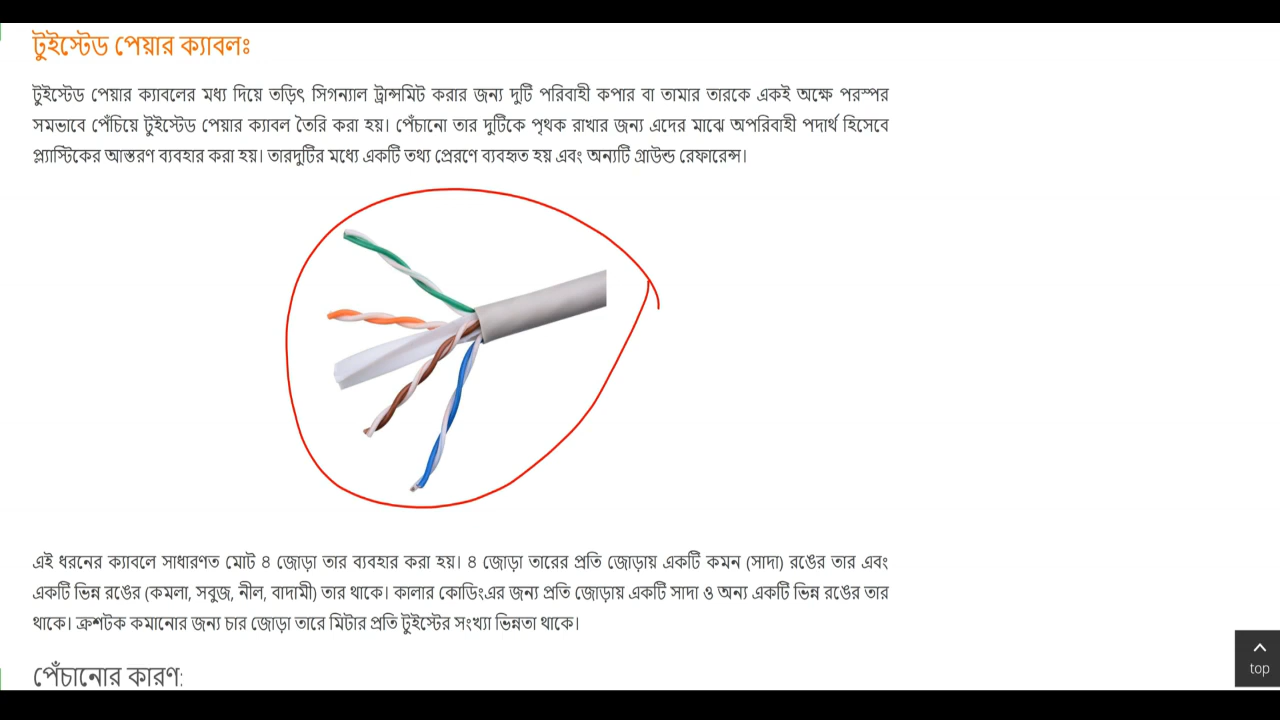 টুইস্টেড পেয়ার ক্যাবলঃ
টুইস্টেড পেয়ার ক্যাবলের মধ্য দিয়ে তড়িৎ সিগন্যাল ট্রান্সমিট করার জন্য দুটি পরিবাহী কপার বা তামার তারকে একই অক্ষে পরস্পর
সমভাবে পেঁচিয়ে টুইস্টেড পেয়ার ক্যাবল তৈরি করা হয়। পেঁচানো তার দুটিকে পৃথক রাখার জন্য এদের মাঝে অপরিবাহী পদার্থ হিসেবে
প্ল্যাস্টিকের আস্তরণ ব্যবহার করা হয়। তারদুটির মধ্যে একটি তথ্য প্রেরণে ব্যবহৃত হয় এবং অন্যটি গ্রাউন্ড রেফারেন্স।
এই ধরনের ক্যাবলে সাধারণত মোট ৪ জোড়া তার ব্যবহার করা হয়। ৪ জোড়া তারের প্রতি জোড়ায় একটি কমন (সাদা) রঙের তার এবং
একটি ভিন্ন রঙের (কমলা, সবুজ, নীল, বাদামী) তার থাকে। কালার কোডিংএর জন্য প্রতি জোড়ায় একটি সাদা ও অন্য একটি ভিন্ন রঙের তার
থাকে। ক্রশটক কমানোর জন্য চার জোড়া তারে মিটার প্রতি টুইস্টের সংখ্যা ভিন্নতা থাকে।
পেঁচানোর কারণ:
top